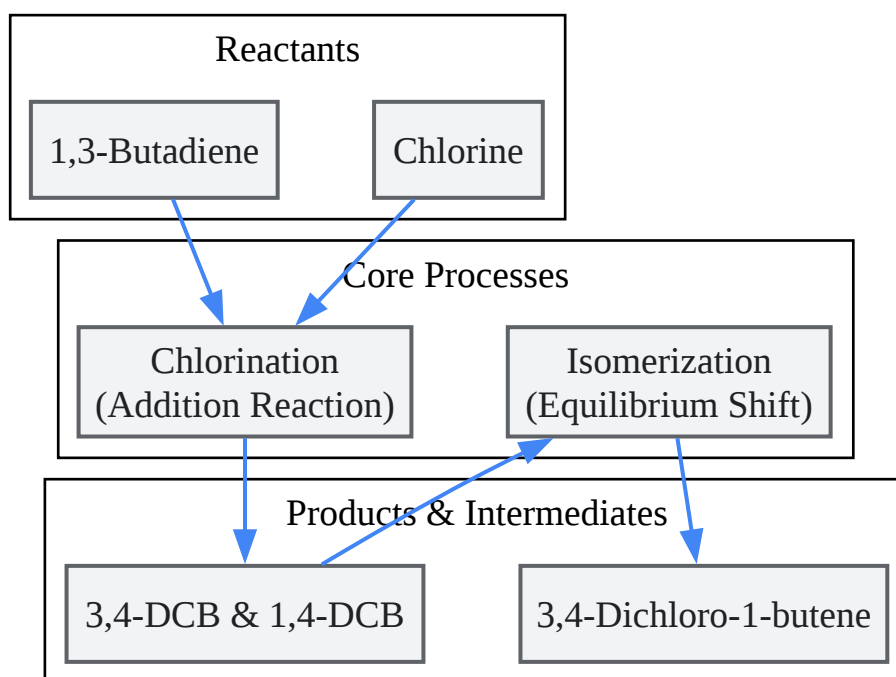 Reactants
1,3-Butadiene
Chlorine
Core Processes
Chlorination
(Addition Reaction)
Isomerization
(Equilibrium Shift)
Products & Intermediates
3,4-DCB & 1,4-DCB
3,4-Dichloro-1-butene